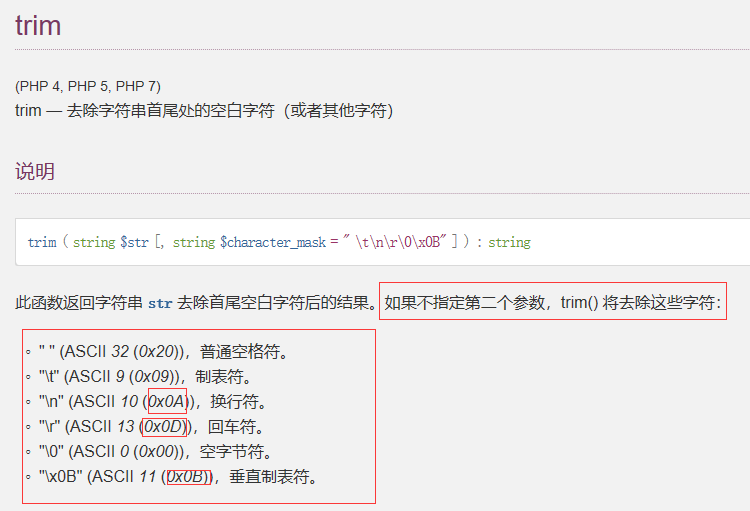 trim
(PHP 4, PHP 5, PHP 7)
trim — 去除字符串首尾处的空白字符（或者其他字符）
说明
trim ( string $str [, string $character_mask = " \t\n\r\0\x0B" ] ) : string
此函数返回字符串 str 去除首尾空白字符后的结果。如果不指定第二个参数，trim() 将去除这些字符：
◦ " " (ASCII 32 (0x20))，普通空格符。
◦ "\t" (ASCII 9 (0x09))，制表符。
◦ "\n" (ASCII 10 (0x0A))，换行符。
◦ "\r" (ASCII 13 (0x0D))，回车符。
◦ "\0" (ASCII 0 (0x00))，空字节符。
◦ "\x0B" (ASCII 11 (0x0B))，垂直制表符。